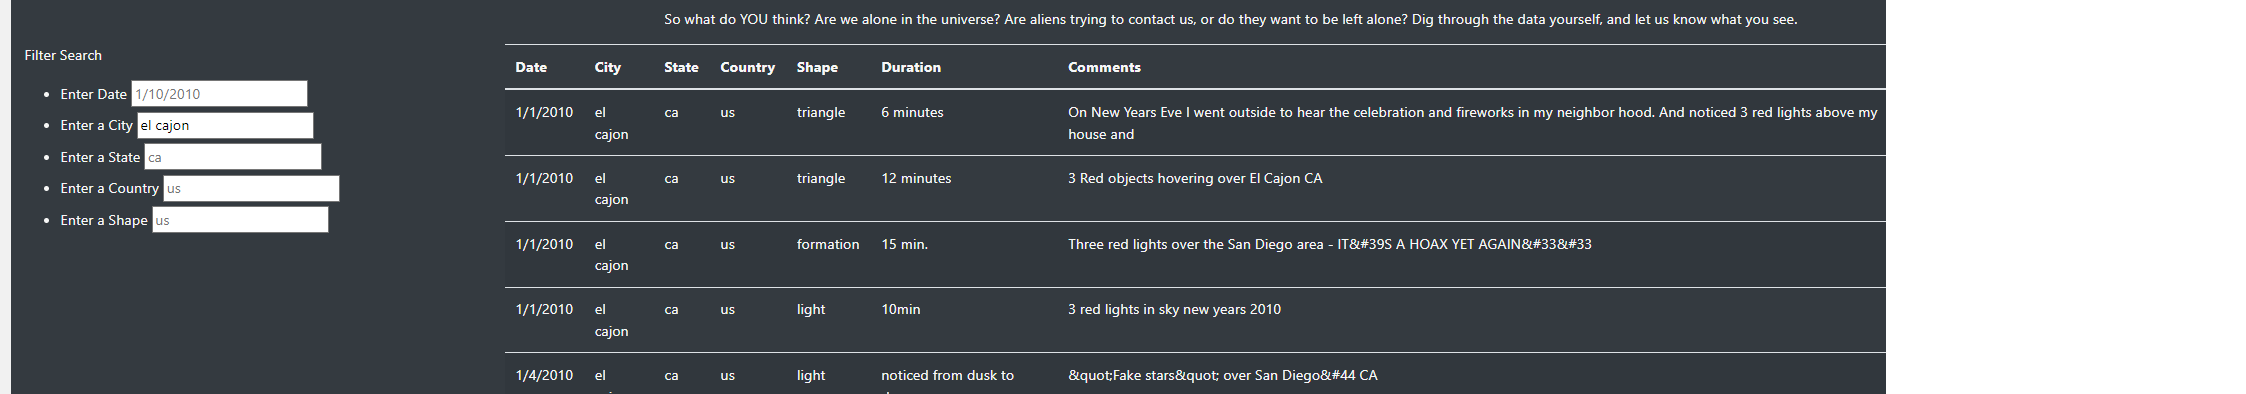 So what do YOU think? Are we alone in the universe? Are aliens trying to contact us, or do they want to be left alone? Dig through the data yourself, and let us know what you see.
Filter Search
Enter Date 1/10/2010
Enter a City el cajon
Enter a State ca
Enter a Country us
Enter a Shape us
Date City State Country Shape Duration Comments
1/1/2010 el ca us triangle 6 minutes On New Years Eve I went outside to hear the celebration and fireworks in my neighbor hood. And noticed 3 red lights above my
cajon house and
1/1/2010 el ca us triangle 12 minutes 3 Red objects hovering over El Cajon CA
cajon
1/1/2010 el ca us formation 15 min. Three red lights over the San Diego area - IT&#39S A HOAX YET AGAIN&#33&#33
cajon
1/1/2010 el ca us light 10min 3 red lights in sky new years 2010
cajon
1/4/2010 el ca us light noticed from dusk to &quot;Fake stars&quot; over San Diego&#44 CA